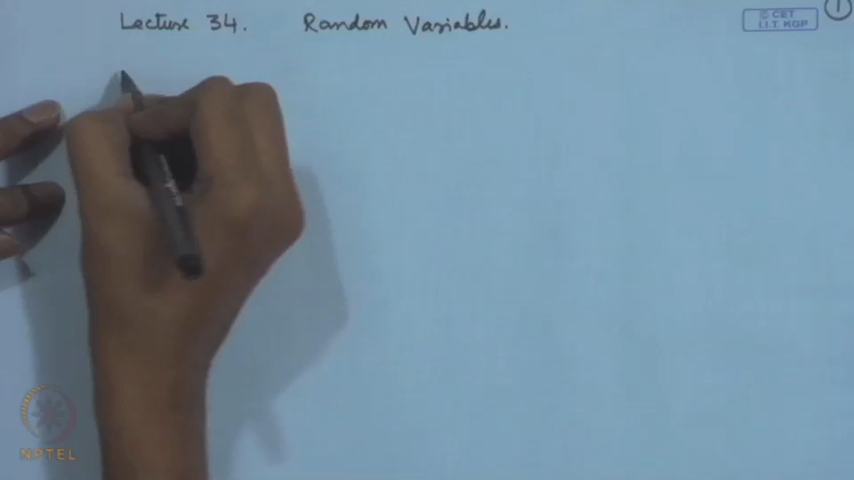 Lecture 34. Random Variables.
© CET
I.I.T. KGP
1
NPTEL